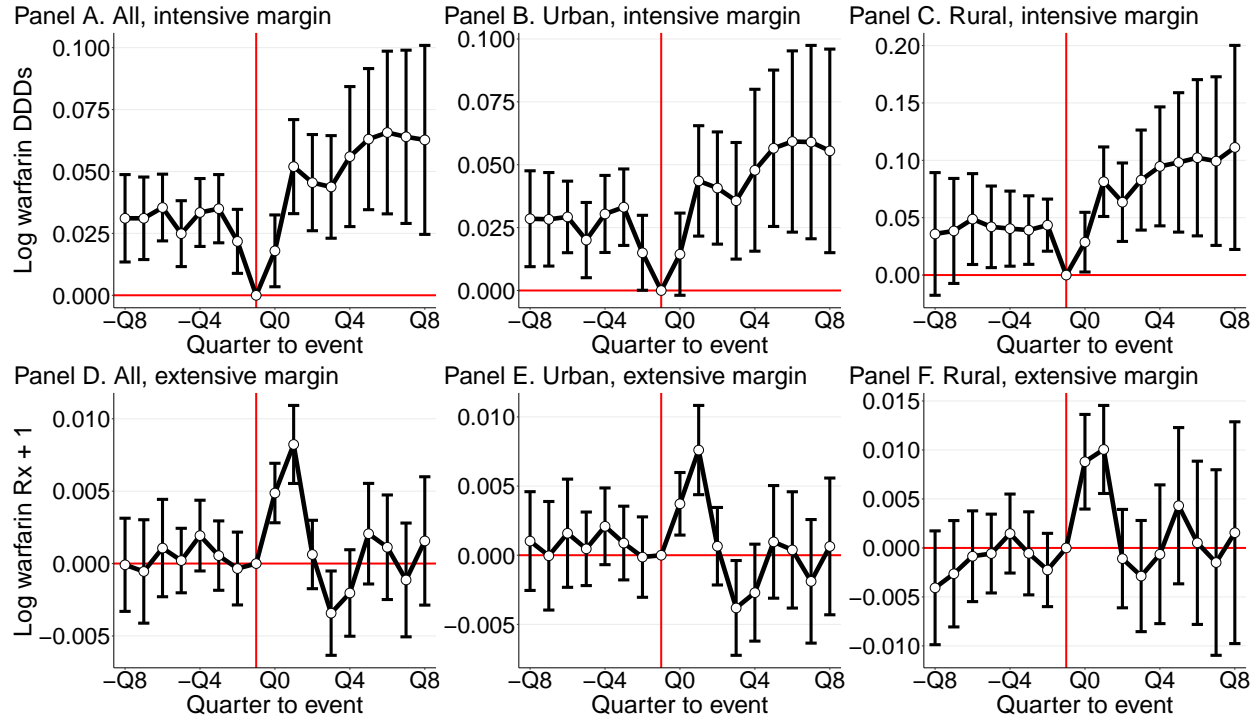 Panel A. All, intensive margin
Log warfarin DDDs
0.100
0.075
0.050
0.025
0.000
−Q8 −Q4 Q0 Q4 Q8
Quarter to event
Panel B. Urban, intensive margin
0.100
0.075
0.050
0.025
0.000
−Q8 −Q4 Q0 Q4 Q8
Quarter to event
Panel C. Rural, intensive margin
0.20
0.15
0.10
0.05
0.00
−Q8 −Q4 Q0 Q4 Q8
Quarter to event
Panel D. All, extensive margin
Log warfarin Rx + 1
0.010
0.005
0.000
−0.005
−Q8 −Q4 Q0 Q4 Q8
Quarter to event
Panel E. Urban, extensive margin
0.010
0.005
0.000
−0.005
−Q8 −Q4 Q0 Q4 Q8
Quarter to event
Panel F. Rural, extensive margin
0.015
0.010
0.005
0.000
−0.005
−0.010
−Q8 −Q4 Q0 Q4 Q8
Quarter to event